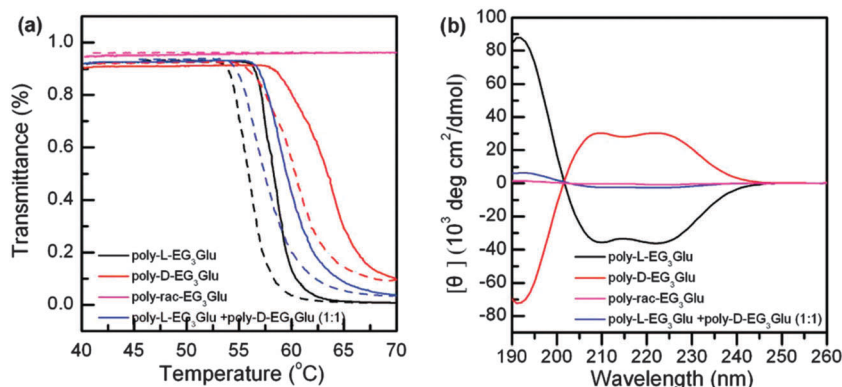 (a)
Transmittance (%)
1.0
0.8
0.6
0.4
0.2
0.0
poly-L-EG₃Glu
poly-D-EG₃Glu
poly-rac-EG₃Glu
poly-L-EG₃Glu +poly-D-EG₃Glu (1:1)
40 45 50 55 60 65 70
Temperature (°C)
(b)
[θ] (10³ deg cm²/dmol)
100
80
60
40
20
0
-20
-40
-60
-80
poly-L-EG₃Glu
poly-D-EG₃Glu
poly-rac-EG₃Glu
poly-L-EG₃Glu +poly-D-EG₃Glu (1:1)
190 200 210 220 230 240 250 260
Wavelength (nm)